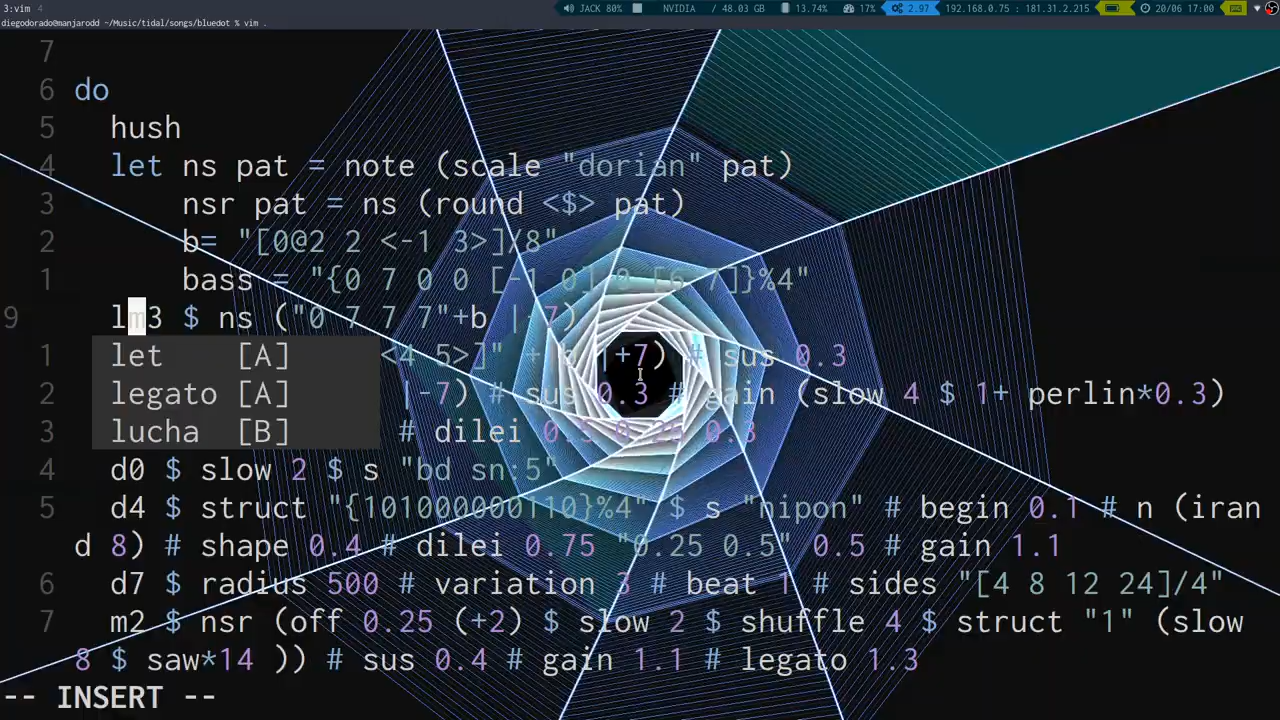 3:vim 4 JACK 80% NVIDIA / 48.03 GB 13.74% 17% 2.97 192.168.0.75 : 181.31.2.215 20/06 17:00
diegodorado@manjarodd ~/Music/tidal/songs/bluedot % vim .
7
6 do
5 hush
4 let ns pat = note (scale "dorian" pat)
3 nsr pat = ns (round <$> pat)
2 b= "[0@2 2 <-1 3>]/8"
1 bass = "{0 7 0 0 [-1 0] 0 [6 7]}%4"
9 lm3 $ ns ("0 7 7 7"+b |-7)
1 let [A] <4 5>]" + b |+7) # sus 0.3
2 legato [A] |-7) # sus 0.3 # gain (slow 4 $ 1+ perlin*0.3)
3 lucha [B] # dilei 0.5 0.25 0.3
4 d0 $ slow 2 $ s "bd sn:5"
5 d4 $ struct "{101000000110}%4" $ s "nipon" # begin 0.1 # n (iran
d 8) # shape 0.4 # dilei 0.75 "0.25 0.5" 0.5 # gain 1.1
6 d7 $ radius 500 # variation 3 # beat 1 # sides "[4 8 12 24]/4"
7 m2 $ nsr (off 0.25 (+2) $ slow 2 $ shuffle 4 $ struct "1" (slow
8 $ saw*14 )) # sus 0.4 # gain 1.1 # legato 1.3
-- INSERT --